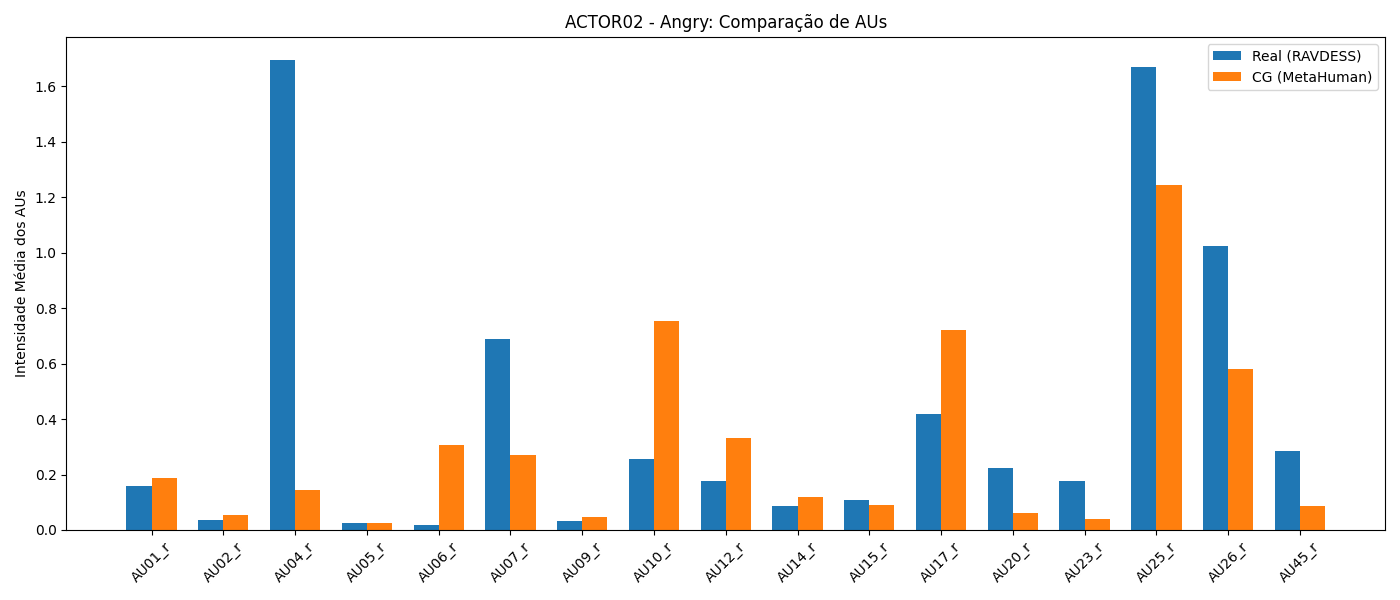 ACTOR02 - Angry: Comparação de AUs
Real (RAVDESS)
CG (MetaHuman)
Intensidade Média dos AUs
1.6
1.4
1.2
1.0
0.8
0.6
0.4
0.2
0.0
AU01_r
AU02_r
AU04_r
AU05_r
AU06_r
AU07_r
AU09_r
AU10_r
AU12_r
AU14_r
AU15_r
AU17_r
AU20_r
AU23_r
AU25_r
AU26_r
AU45_r